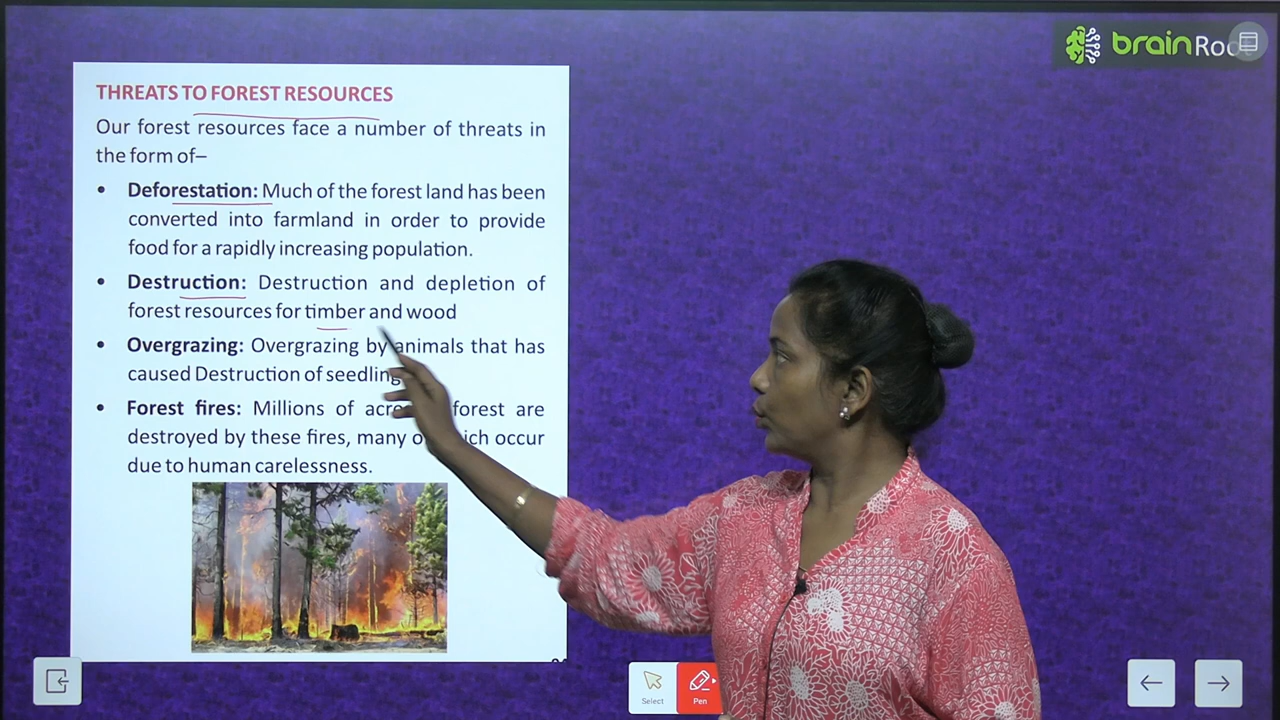 brainRoot
THREATS TO FOREST RESOURCES
Our forest resources face a number of threats in
the form of–
• Deforestation: Much of the forest land has been
converted into farmland in order to provide
food for a rapidly increasing population.
• Destruction: Destruction and depletion of
forest resources for timber and wood
• Overgrazing: Overgrazing by animals that has
caused Destruction of seedling
• Forest fires: Millions of forest are
destroyed by these fires, many occur
due to human carelessness.
Select
Pen